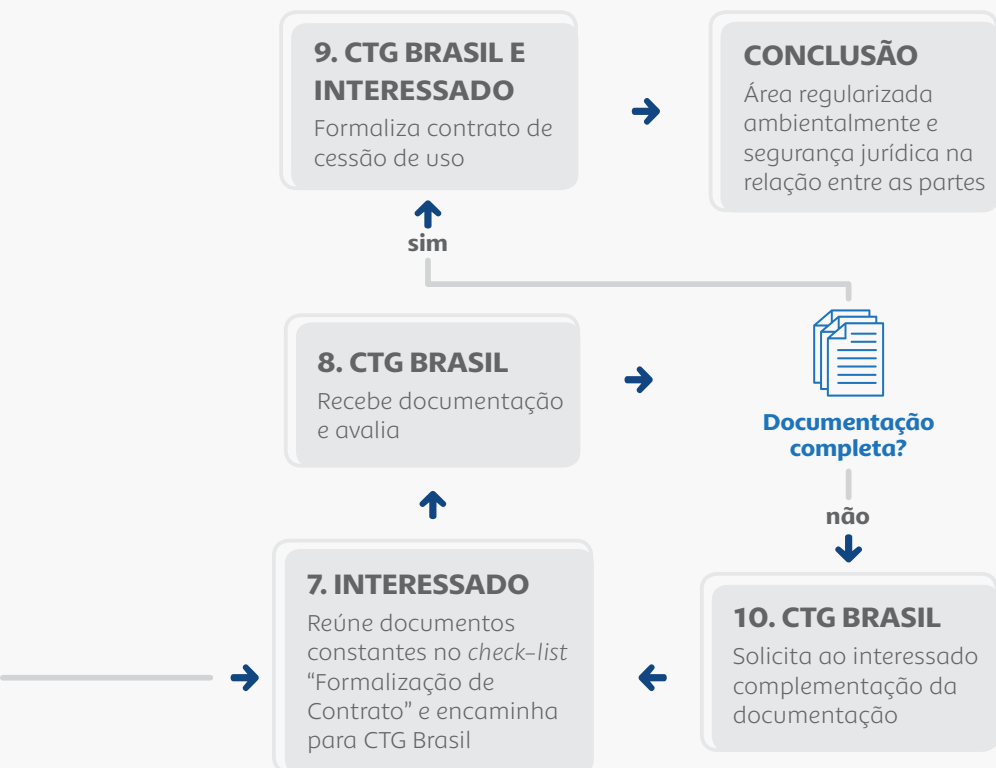 9. CTG BRASIL E
INTERESSADO
Formaliza contrato de
cessão de uso
CONCLUSÃO
Área regularizada
ambientalmente e
segurança jurídica na
relação entre as partes
sim
8. CTG BRASIL
Recebe documentação
e avalia
Documentação
completa?
não
7. INTERESSADO
Reúne documentos
constantes no check-list
“Formalização de
Contrato” e encaminha
para CTG Brasil
10. CTG BRASIL
Solicita ao interessado
complementação da
documentação